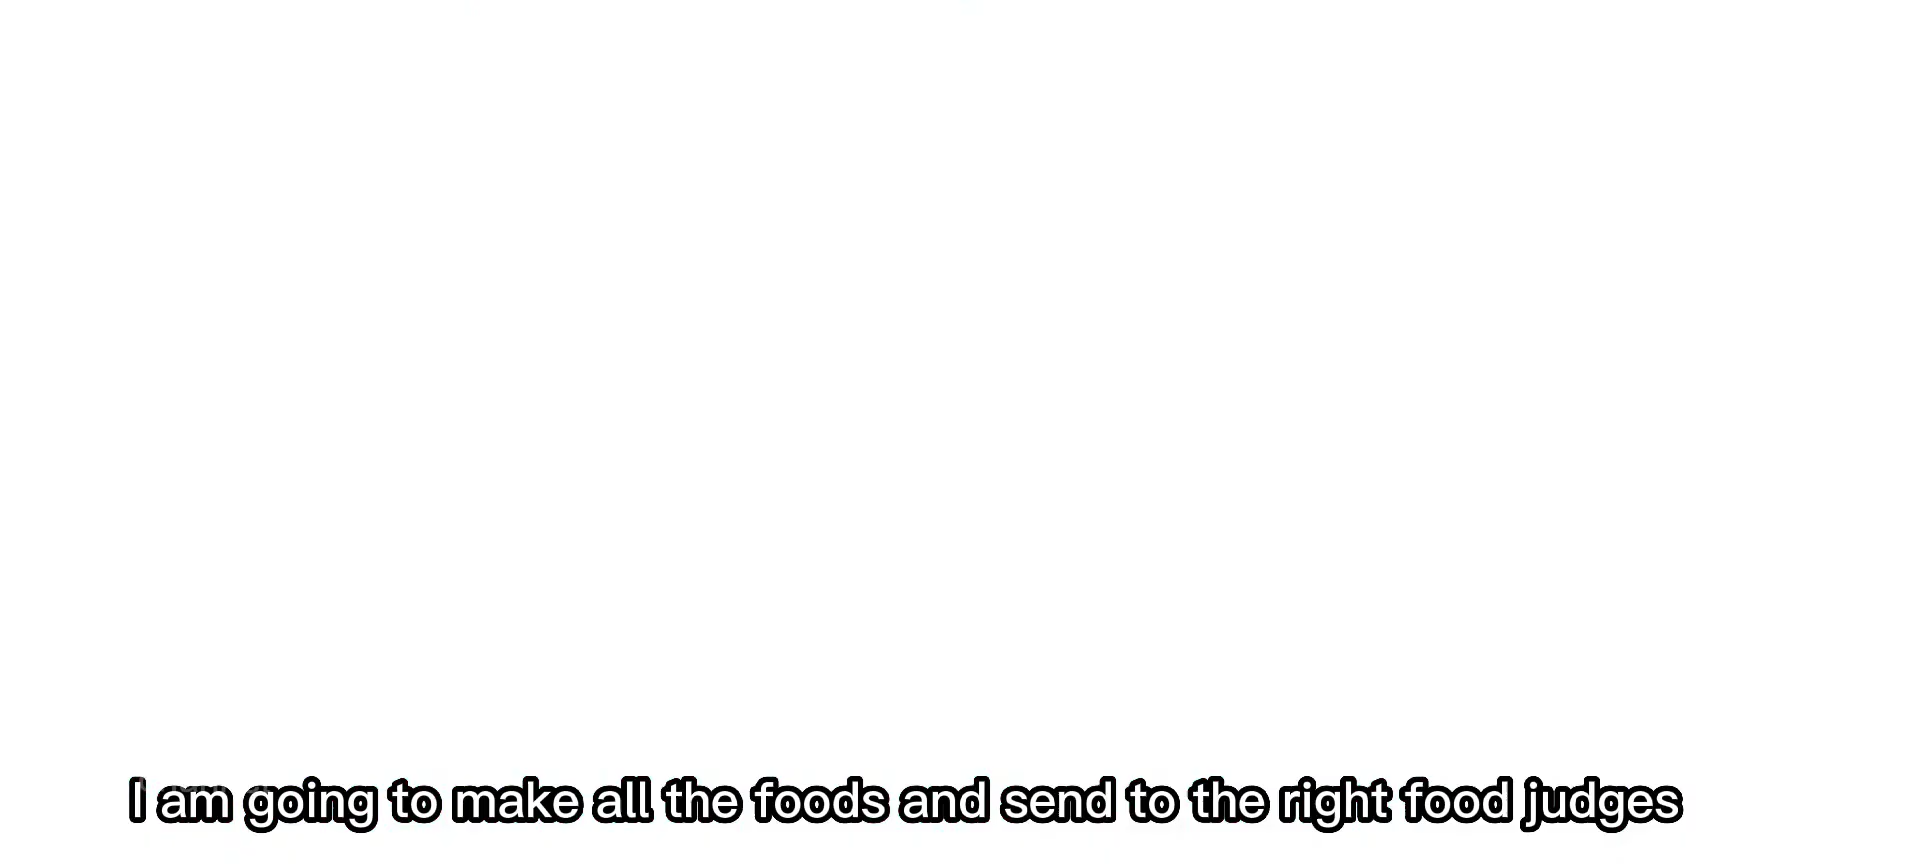 I am going to make all the foods and send to the right food judges